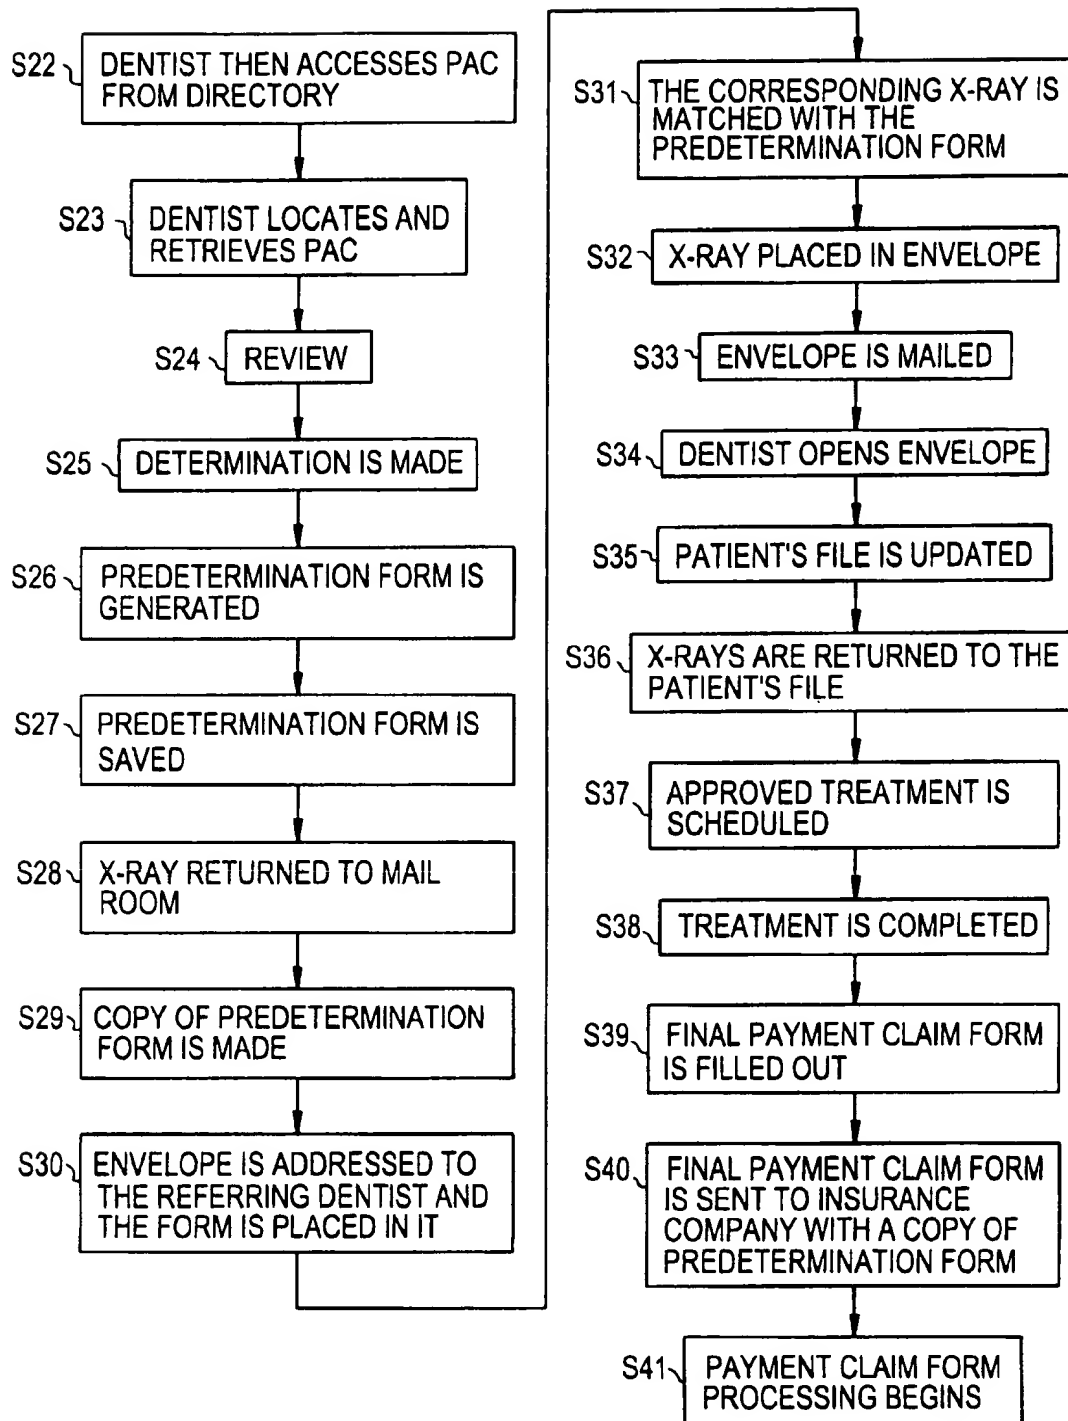 S22
DENTIST THEN ACCESSES PAC
FROM DIRECTORY
S23
DENTIST LOCATES AND
RETRIEVES PAC
S24
REVIEW
S25
DETERMINATION IS MADE
S26
PREDETERMINATION FORM IS
GENERATED
S27
PREDETERMINATION FORM IS
SAVED
S28
X-RAY RETURNED TO MAIL
ROOM
S29
COPY OF PREDETERMINATION
FORM IS MADE
S30
ENVELOPE IS ADDRESSED TO
THE REFERRING DENTIST AND
THE FORM IS PLACED IN IT
S31
THE CORRESPONDING X-RAY IS
MATCHED WITH THE
PREDETERMINATION FORM
S32
X-RAY PLACED IN ENVELOPE
S33
ENVELOPE IS MAILED
S34
DENTIST OPENS ENVELOPE
S35
PATIENT'S FILE IS UPDATED
S36
X-RAYS ARE RETURNED TO THE
PATIENT'S FILE
S37
APPROVED TREATMENT IS
SCHEDULED
S38
TREATMENT IS COMPLETED
S39
FINAL PAYMENT CLAIM FORM
IS FILLED OUT
S40
FINAL PAYMENT CLAIM FORM
IS SENT TO INSURANCE
COMPANY WITH A COPY OF
PREDETERMINATION FORM
S41
PAYMENT CLAIM FORM
PROCESSING BEGINS